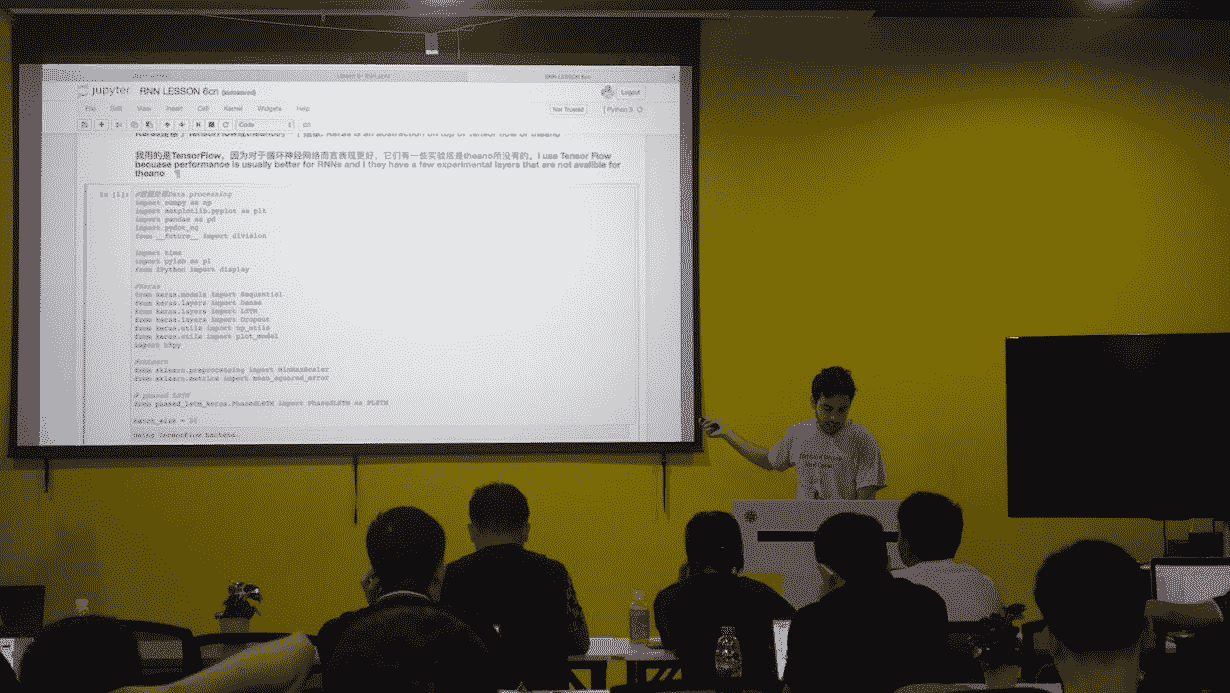 jupyter RNN LESSON 6cn (autosaved)
Logout
File Edit View Insert Cell Kernel Widgets Help
Not Trusted Python 3
Code
Keras is an abstraction on top of tensor flow or theano
我用的是TensorFlow，因为对于循环神经网络而言表现更好，它们有一些实验层是theano所没有的。I use Tensor Flow
becuase performance is usually better for RNNs and I they have a few experimental layers that are not availible for
theano ¶
In [1]: #数据处理Data processing
import numpy as np
import matplotlib.pyplot as plt
import pandas as pd
import pydot_ng
from __future__ import division
import time
import pylab as pl
from IPython import display
#Keras
from keras.models import Sequential
from keras.layers import Dense
from keras.layers import LSTM
from keras.layers import Dropout
from keras.utils import np_utils
from keras.utils import plot_model
import h5py
#sklearn
from sklearn.preprocessing import MinMaxScaler
from sklearn.metrics import mean_squared_error
# phased LSTM
from phased_lstm_keras.PhasedLSTM import PhasedLSTM as PLSTM
batch_size =
Using TensorFlow backend